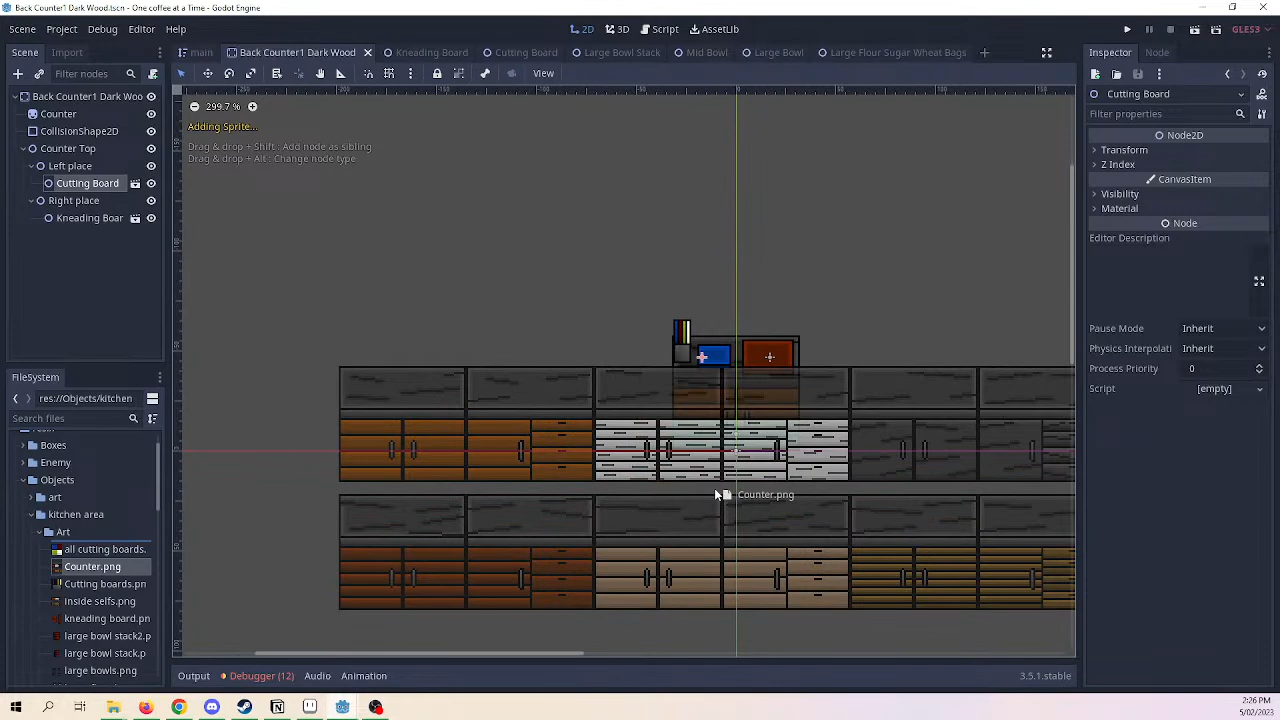 Back Counter1 Dark Wood.tscn - One coffee at a Time - Godot Engine
Scene Project Debug Editor Help
2D 3D Script AssetLib
GLES3
Scene Import
main Back Counter1 Dark Wood Kneading Board Cutting Board Large Bowl Stack Mid Bowl Large Bowl Large Flour Sugar Wheat Bags
Inspector Node
Filter nodes
View
Back Counter1 Dark Woo
Counter
CollisionShape2D
Counter Top
Left place
Cutting Board
Right place
Kneading Boar
299.7 %
Adding Sprite...
Drag & drop + Shift : Add node as sibling
Drag & drop + Alt : Change node type
Counter.png
FileSystem
res://Objects/kitchen
Search files
Boxes
Enemy
Objects
art
kitchen area
Art
all cutting boards.
Counter.png
Cutting boards.pn
Inside selfs.png
kneading board.pn
large bowl stack2.p
large bowl stack.p
large bowls.png
Output Debugger (12) Audio Animation
3.5.1.stable
Cutting Board
Filter properties
Node2D
Transform
Z Index
CanvasItem
Visibility
Material
Node
Editor Description
Pause Mode Inherit
Physics Interpolati Inherit
Process Priority 0
Script [empty]
2:26 PM
5/02/2023